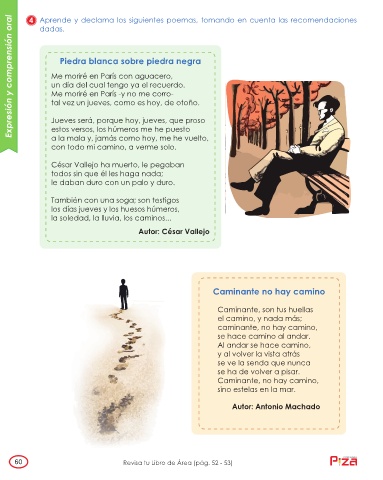 Expresión y comprensión oral
4 Aprende y declama los siguientes poemas, tomando en cuenta las recomendaciones
dadas.
Piedra blanca sobre piedra negra
Me moriré en París con aguacero,
un día del cual tengo ya el recuerdo.
Me moriré en París -y no me corro-
tal vez un jueves, como es hoy, de otoño.
Jueves será, porque hoy, jueves, que proso
estos versos, los húmeros me he puesto
a la mala y, jamás como hoy, me he vuelto,
con todo mi camino, a verme solo.
César Vallejo ha muerto, le pegaban
todos sin que él les haga nada;
le daban duro con un palo y duro.
También con una soga; son testigos
los días jueves y los huesos húmeros,
la soledad, la lluvia, los caminos...
Autor: César Vallejo
Caminante no hay camino
Caminante, son tus huellas
el camino, y nada más;
caminante, no hay camino,
se hace camino al andar.
Al andar se hace camino,
y al volver la vista atrás
se ve la senda que nunca
se ha de volver a pisar.
Caminante, no hay camino,
sino estelas en la mar.
Autor: Antonio Machado
60
Revisa tu Libro de Área (pág. 52 - 53)
PIZA